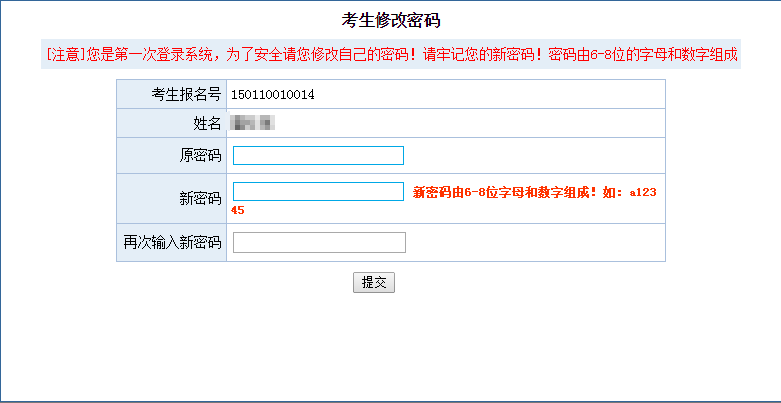 考生修改密码
[注意]您是第一次登录系统，为了安全请您修改自己的密码！请牢记您的新密码！密码由6-8位的字母和数字组成
考生报名号 150110010014
姓名
原密码
新密码 新密码由6-8位字母和数字组成！如：a123
45
再次输入新密码
提交